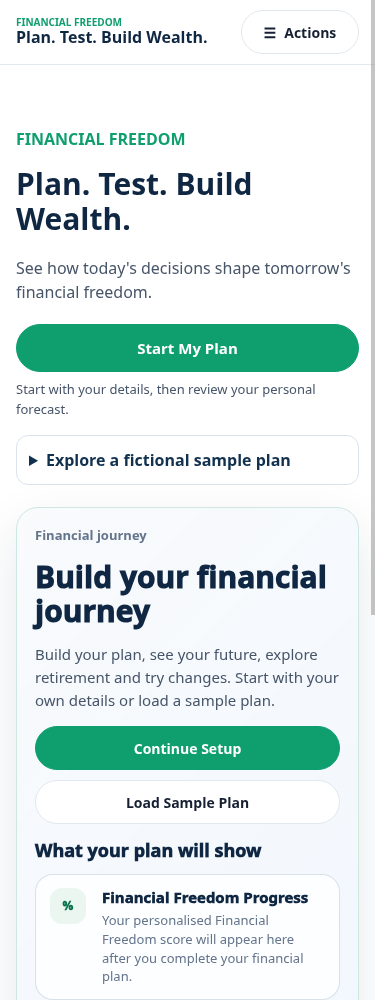 FINANCIAL FREEDOM
Plan. Test. Build Wealth.
☰ Actions
FINANCIAL FREEDOM
Plan. Test. Build
Wealth.
See how today's decisions shape tomorrow's
financial freedom.
Start My Plan
Start with your details, then review your personal
forecast.
▶ Explore a fictional sample plan
Financial journey
Build your financial
journey
Build your plan, see your future, explore
retirement and try changes. Start with your
own details or load a sample plan.
Continue Setup
Load Sample Plan
What your plan will show
%
Financial Freedom Progress
Your personalised Financial
Freedom score will appear here
after you complete your financial
plan.